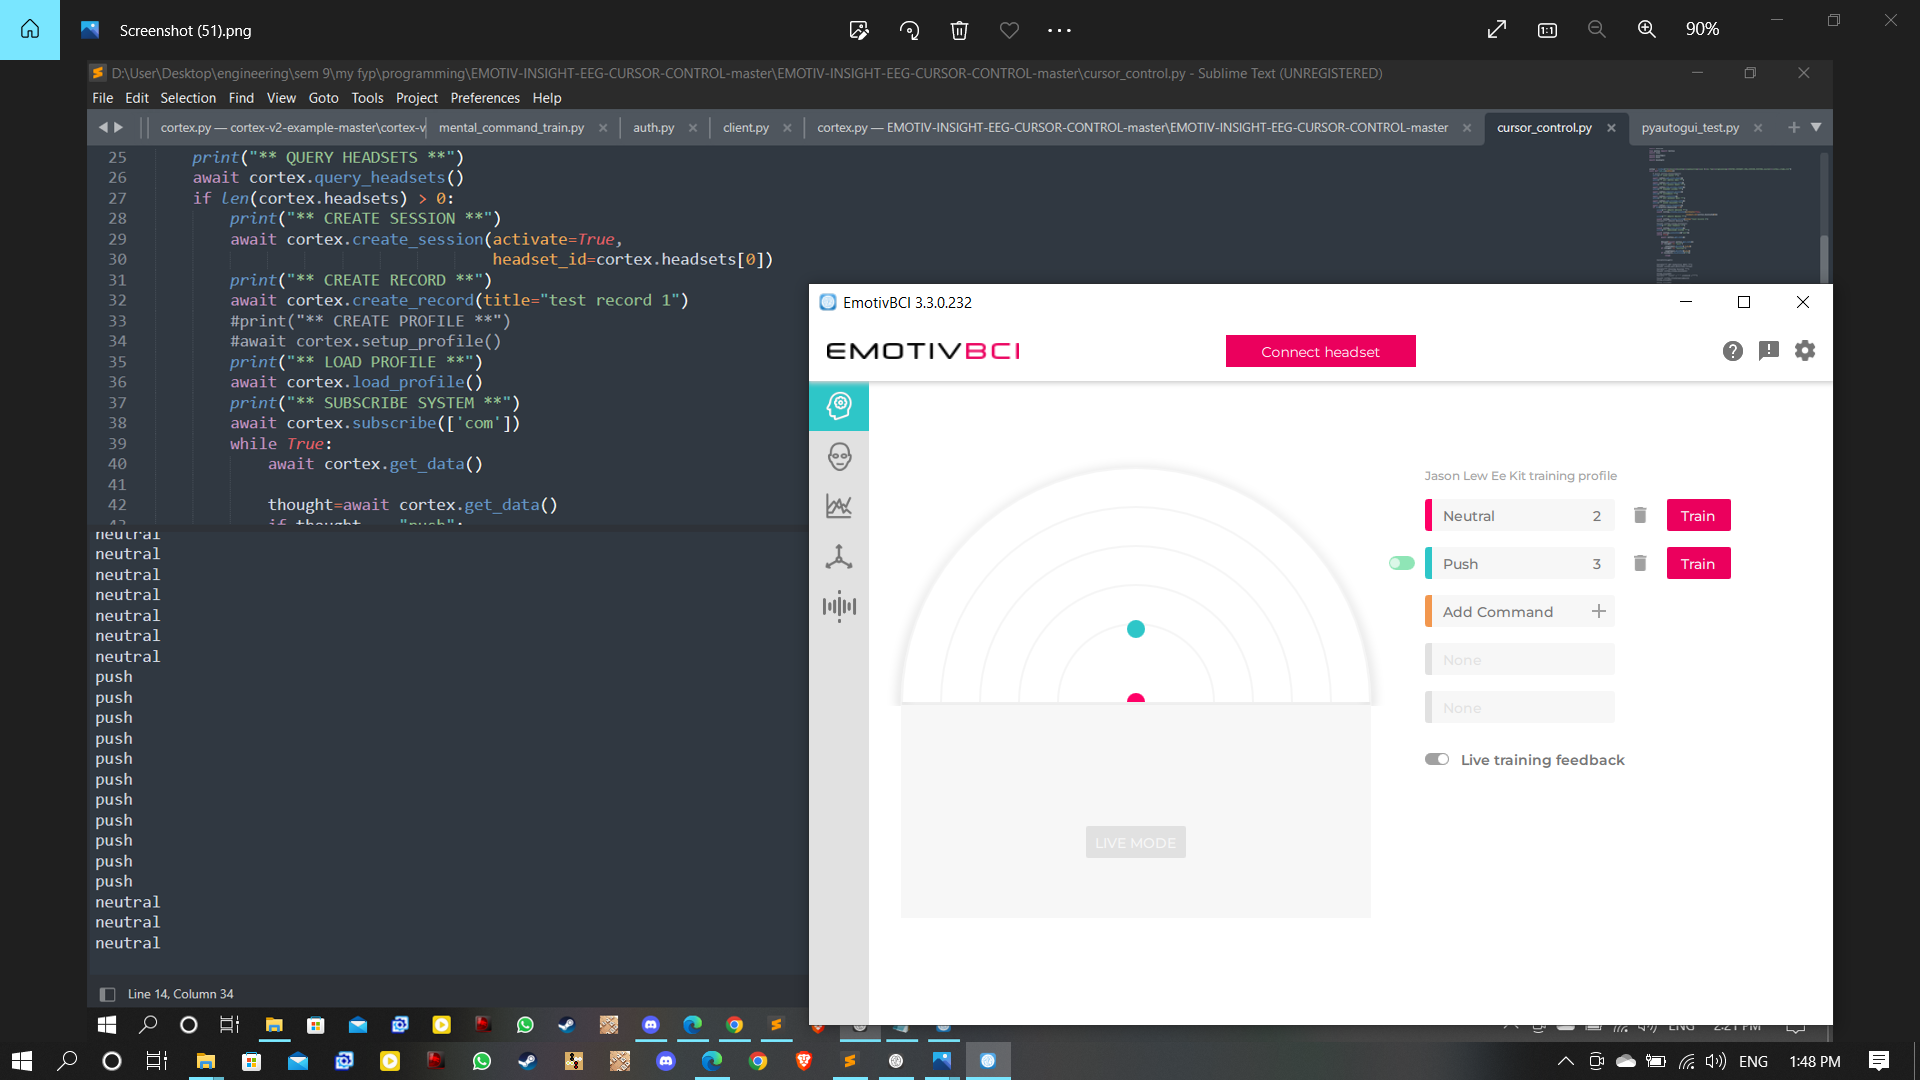 Screenshot (51).png
90%
D:\User\Desktop\engineering\sem 9\my fyp\programming\EMOTIV-INSIGHT-EEG-CURSOR-CONTROL-master\EMOTIV-INSIGHT-EEG-CURSOR-CONTROL-master\cursor_control.py - Sublime Text (UNREGISTERED)
File Edit Selection Find View Goto Tools Project Preferences Help
cortex.py — cortex-v2-example-master\cortex-v mental_command_train.py auth.py client.py cortex.py — EMOTIV-INSIGHT-EEG-CURSOR-CONTROL-master\EMOTIV-INSIGHT-EEG-CURSOR-CONTROL-master cursor_control.py pyautogui_test.py
25 print("** QUERY HEADSETS **")
26 await cortex.query_headsets()
27 if len(cortex.headsets) > 0:
28 print("** CREATE SESSION **")
29 await cortex.create_session(activate=True,
30 headset_id=cortex.headsets[0])
31 print("** CREATE RECORD **")
32 await cortex.create_record(title="test record 1")
33 #print("** CREATE PROFILE **")
34 #await cortex.setup_profile()
35 print("** LOAD PROFILE **")
36 await cortex.load_profile()
37 print("** SUBSCRIBE SYSTEM **")
38 await cortex.subscribe(['com'])
39 while True:
40 await cortex.get_data()
41
42 thought=await cortex.get_data()
neutral
neutral
neutral
neutral
neutral
neutral
neutral
push
push
push
push
push
push
push
push
push
push
push
neutral
neutral
neutral
Line 14, Column 34
EmotivBCI 3.3.0.232
EMOTIVBCI
Connect headset
Jason Lew Ee Kit training profile
Neutral 2 Train
Push 3 Train
Add Command
None
None
Live training feedback
LIVE MODE
ENG 2:21 PM
ENG 1:48 PM